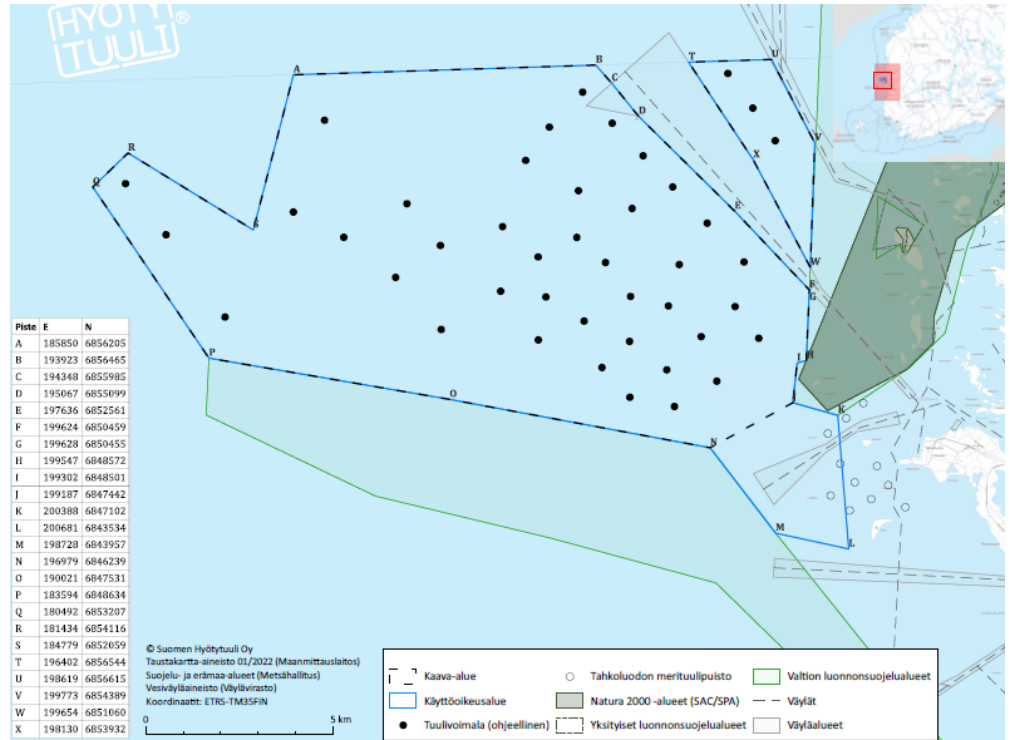 HYÖTY
TUULI®
A
B
C
D
E
F
G
H
I
K
L
M
N
O
P
Q
R
S
T
U
V
W
X
Piste E N
A 185850 6856205
B 193923 6856465
C 194348 6855985
D 195067 6855099
E 197636 6852561
F 199624 6850459
G 199628 6850455
H 199547 6848572
I 199302 6848501
J 199187 6847442
K 200388 6847102
L 200681 6843534
M 198728 6843957
N 196979 6846239
O 190021 6847531
P 183594 6848634
Q 180492 6853207
R 181434 6854116
S 184779 6852059
T 196402 6856544
U 198619 6856615
V 199773 6854389
W 199654 6851060
X 198130 6853932
© Suomen Hyötytuuli Oy
Taustakartta-aineisto 01/2022 (Maanmittauslaitos)
Suojelu- ja erämaa-alueet (Metsähallitus)
Vesiväyläaineisto (Väylävirasto)
Koordinaatit: ETRS-TM35FIN
0 5 km
Kaava-alue
Käyttöoikeusalue
Tuulivoimala (ohjeellinen)
Tahkoluodon merituulipuisto
Natura 2000 -alueet (SAC/SPA)
Yksityiset luonnonsuojelualueet
Valtion luonnonsuojelualueet
Väylät
Väyläalueet